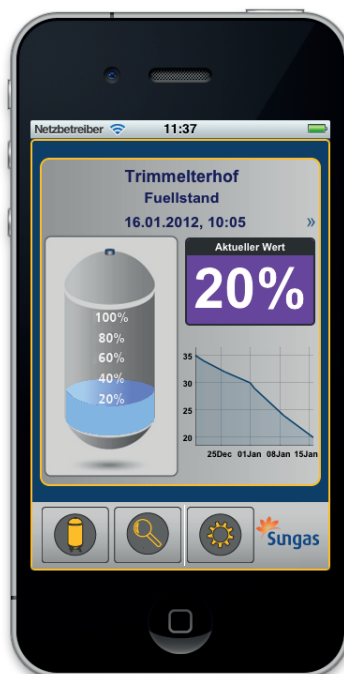 Netzbetreiber 11:37
Trimmelterhof
Fuellstand
16.01.2012, 10:05 »
Aktueller Wert
20%
100%
80%
60%
40%
20%
35
30
25
20
25Dec 01Jan 08Jan 15Jan
Sungas